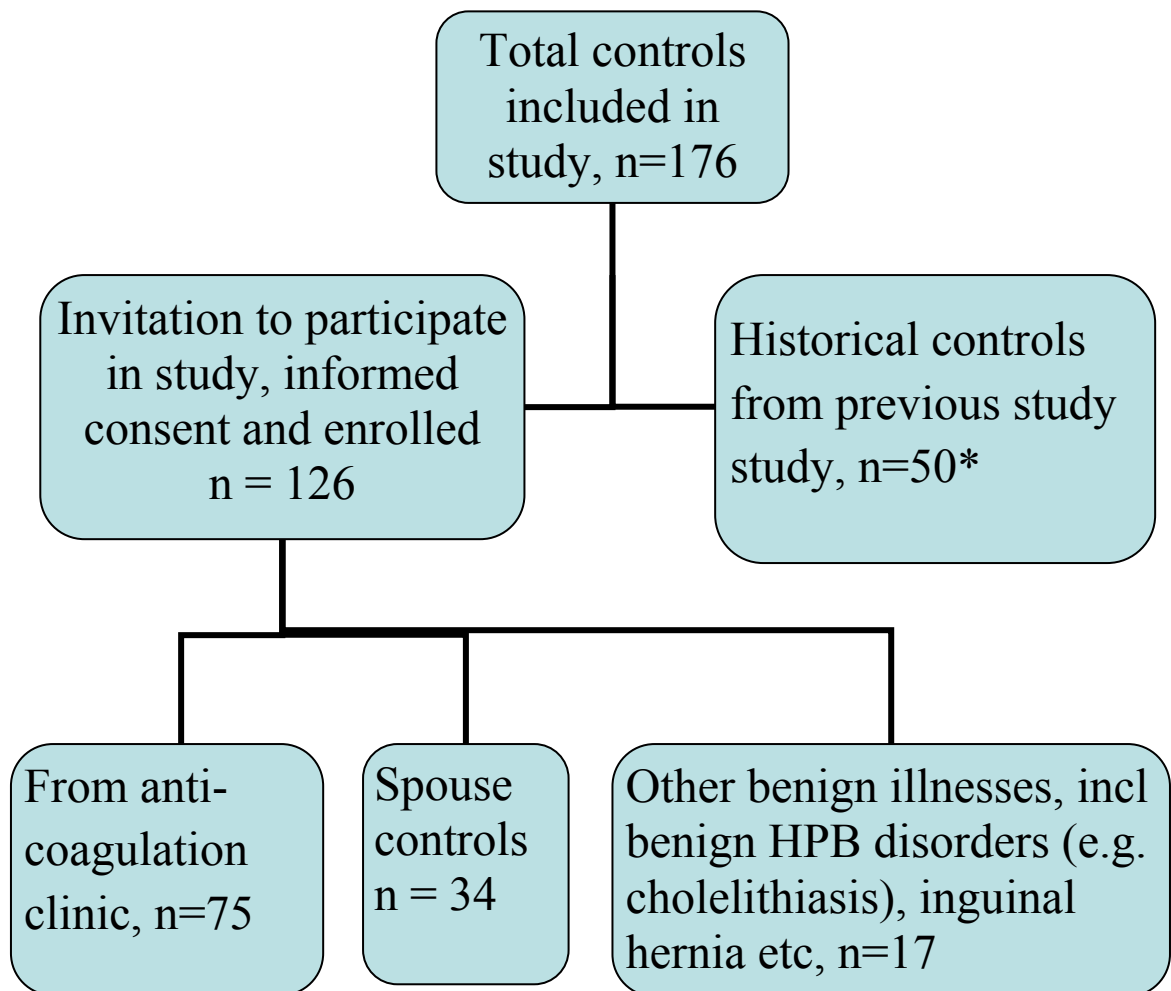 Total controls
included in
study, n=176
Invitation to participate
in study, informed
consent and enrolled
n = 126
Historical controls
from previous study
study, n=50*
From anti-
coagulation
clinic, n=75
Spouse
controls
n = 34
Other benign illnesses, incl
benign HPB disorders (e.g.
cholelithiasis), inguinal
hernia etc, n=17